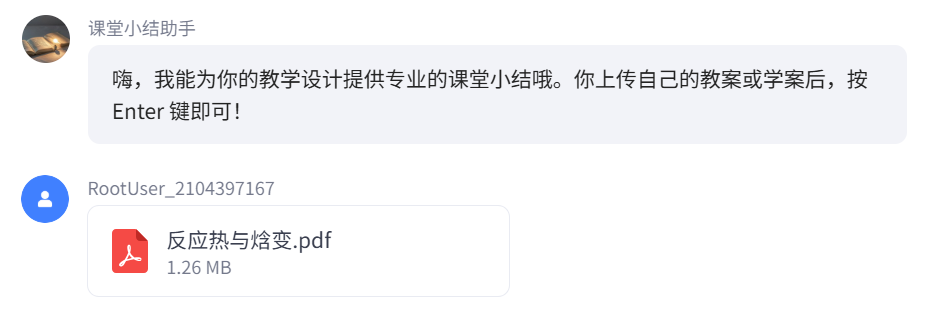 课堂小结助手
嗨，我能为你的教学设计提供专业的课堂小结哦。你上传自己的教案或学案后，按
Enter 键即可！
RootUser_2104397167
反应热与焓变.pdf
1.26 MB